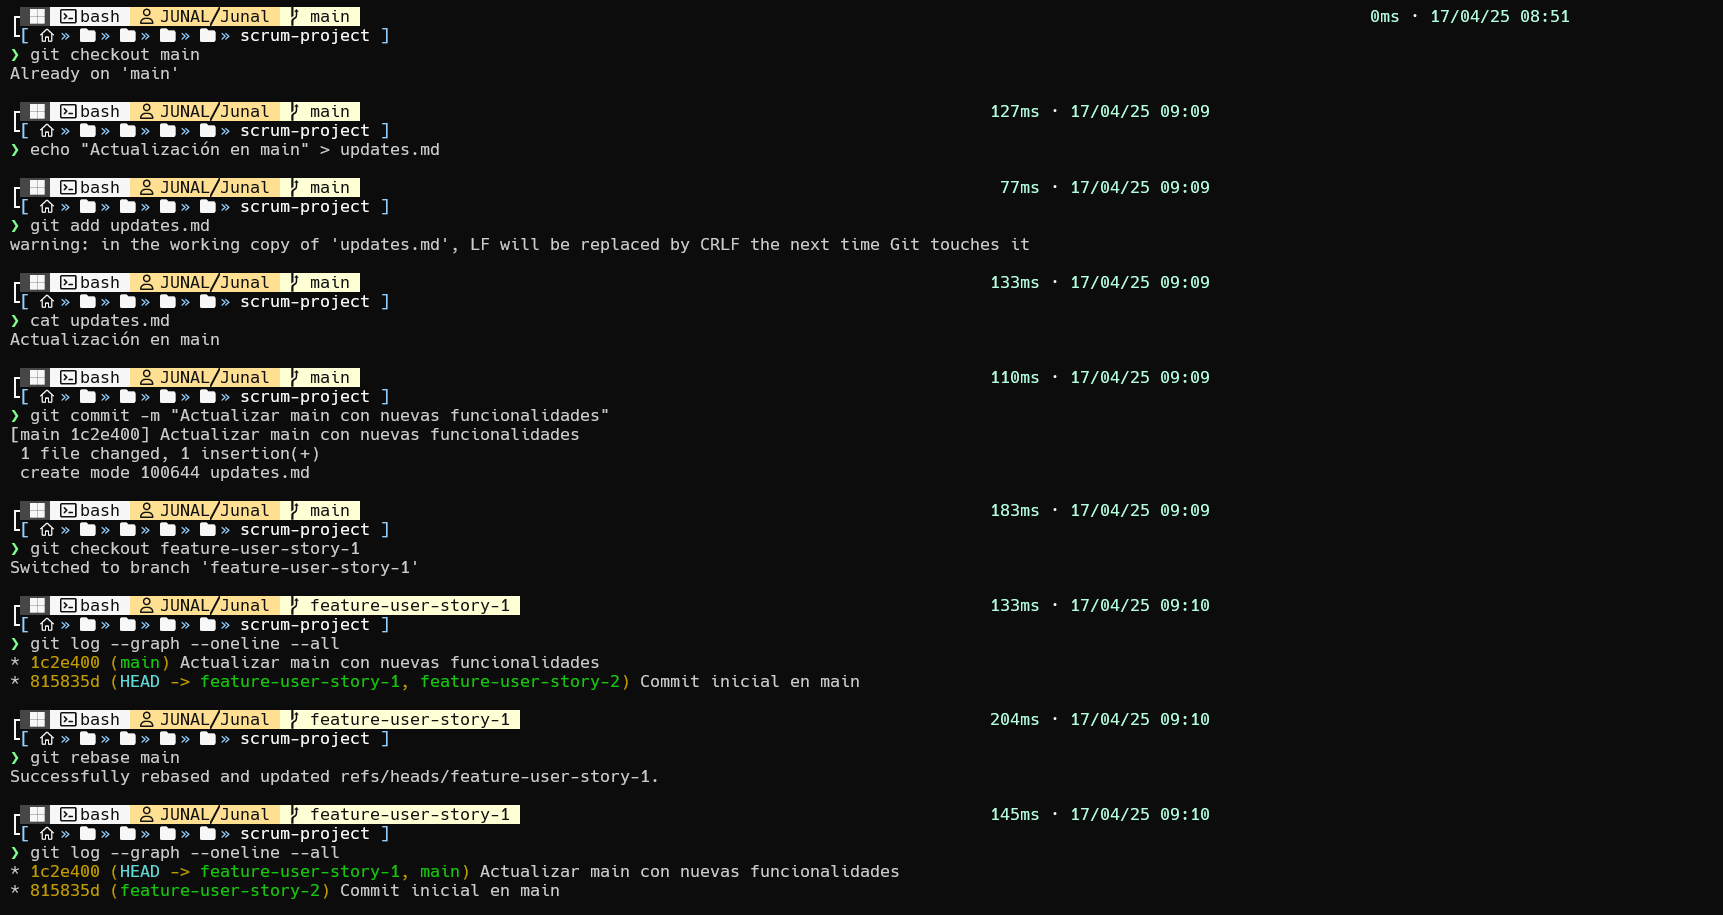 bash JUNAL/Junal main 0ms · 17/04/25 08:51
[ » » » » » scrum-project ]
❯ git checkout main
Already on 'main'
bash JUNAL/Junal main 127ms · 17/04/25 09:09
[ » » » » » scrum-project ]
❯ echo "Actualización en main" > updates.md
bash JUNAL/Junal main 77ms · 17/04/25 09:09
[ » » » » » scrum-project ]
❯ git add updates.md
warning: in the working copy of 'updates.md', LF will be replaced by CRLF the next time Git touches it
bash JUNAL/Junal main 133ms · 17/04/25 09:09
[ » » » » » scrum-project ]
❯ cat updates.md
Actualización en main
bash JUNAL/Junal main 110ms · 17/04/25 09:09
[ » » » » » scrum-project ]
❯ git commit -m "Actualizar main con nuevas funcionalidades"
[main 1c2e400] Actualizar main con nuevas funcionalidades
1 file changed, 1 insertion(+)
create mode 100644 updates.md
bash JUNAL/Junal main 183ms · 17/04/25 09:09
[ » » » » » scrum-project ]
❯ git checkout feature-user-story-1
Switched to branch 'feature-user-story-1'
bash JUNAL/Junal feature-user-story-1 133ms · 17/04/25 09:10
[ » » » » » scrum-project ]
❯ git log --graph --oneline --all
* 1c2e400 (main) Actualizar main con nuevas funcionalidades
* 815835d (HEAD -> feature-user-story-1, feature-user-story-2) Commit inicial en main
bash JUNAL/Junal feature-user-story-1 204ms · 17/04/25 09:10
[ » » » » » scrum-project ]
❯ git rebase main
Successfully rebased and updated refs/heads/feature-user-story-1.
bash JUNAL/Junal feature-user-story-1 145ms · 17/04/25 09:10
[ » » » » » scrum-project ]
❯ git log --graph --oneline --all
* 1c2e400 (HEAD -> feature-user-story-1, main) Actualizar main con nuevas funcionalidades
* 815835d (feature-user-story-2) Commit inicial en main